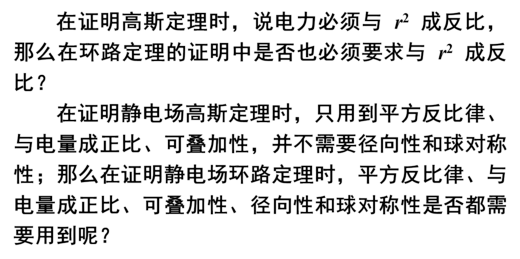 在证明高斯定理时，说电力必须与 r² 成反比，
那么在环路定理的证明中是否也必须要求与 r² 成反
比？
在证明静电场高斯定理时，只用到平方反比律、
与电量成正比、可叠加性，并不需要径向性和球对称
性；那么在证明静电场环路定理时，平方反比律、与
电量成正比、可叠加性、径向性和球对称性是否都需
要用到呢？